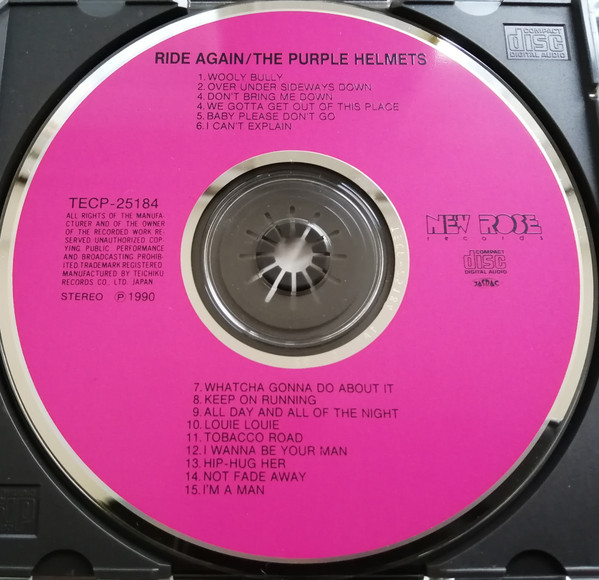 RIDE AGAIN/THE PURPLE HELMETS
1. WOOLY BULLY
2. OVER UNDER SIDEWAYS DOWN
4. DON'T BRING ME DOWN
4. WE GOTTA GET OUT OF THIS PLACE
5. BABY PLEASE DON'T GO
6. I CAN'T EXPLAIN
COMPACT
disc
DIGITAL AUDIO
TECP-25184
ALL RIGHTS OF THE MANUFA-
CTURER AND OF THE OWNER
OF THE RECORDED WORK RE-
SERVED UNAUTHORIZED COP-
YING PUBLIC PERFORMANCE
AND BROADCASTING PROHIB-
ITED.TRADEMARK REGISTERED.
MANUFACTURED BY TEICHIKU
RECORDS CO. LTD. JAPAN
STEREO Ⓟ 1990
NEW ROSE
records
COMPACT
disc
DIGITAL AUDIO
JASRAC
7. WHATCHA GONNA DO ABOUT IT
8. KEEP ON RUNNING
9. ALL DAY AND ALL OF THE NIGHT
10. LOUIE LOUIE
11. TOBACCO ROAD
12. I WANNA BE YOUR MAN
13. HIP-HUG HER
14. NOT FADE AWAY
15. I'M A MAN